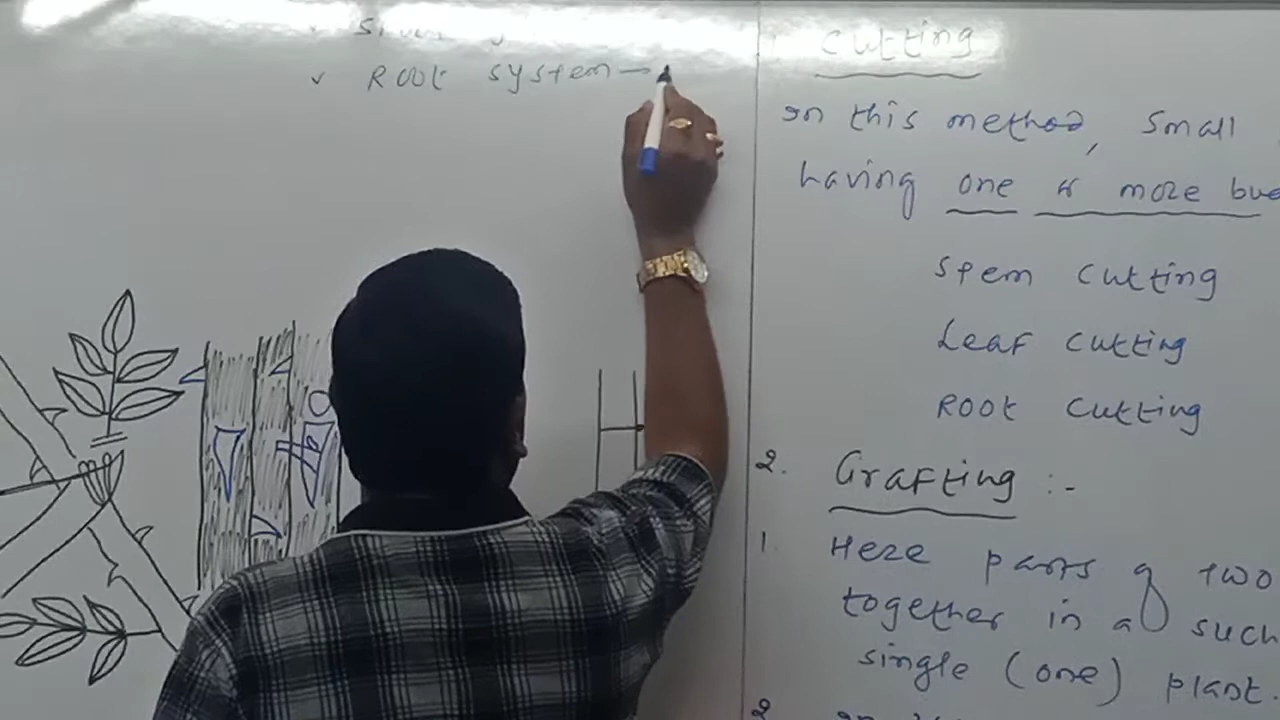 ✓ Root system →
1. Cutting
In this method, small
having one or more
Stem cutting
Leaf cutting
Root cutting
2. Grafting :-
1. Here parts of two
together in a such
single (one) plant.
2.